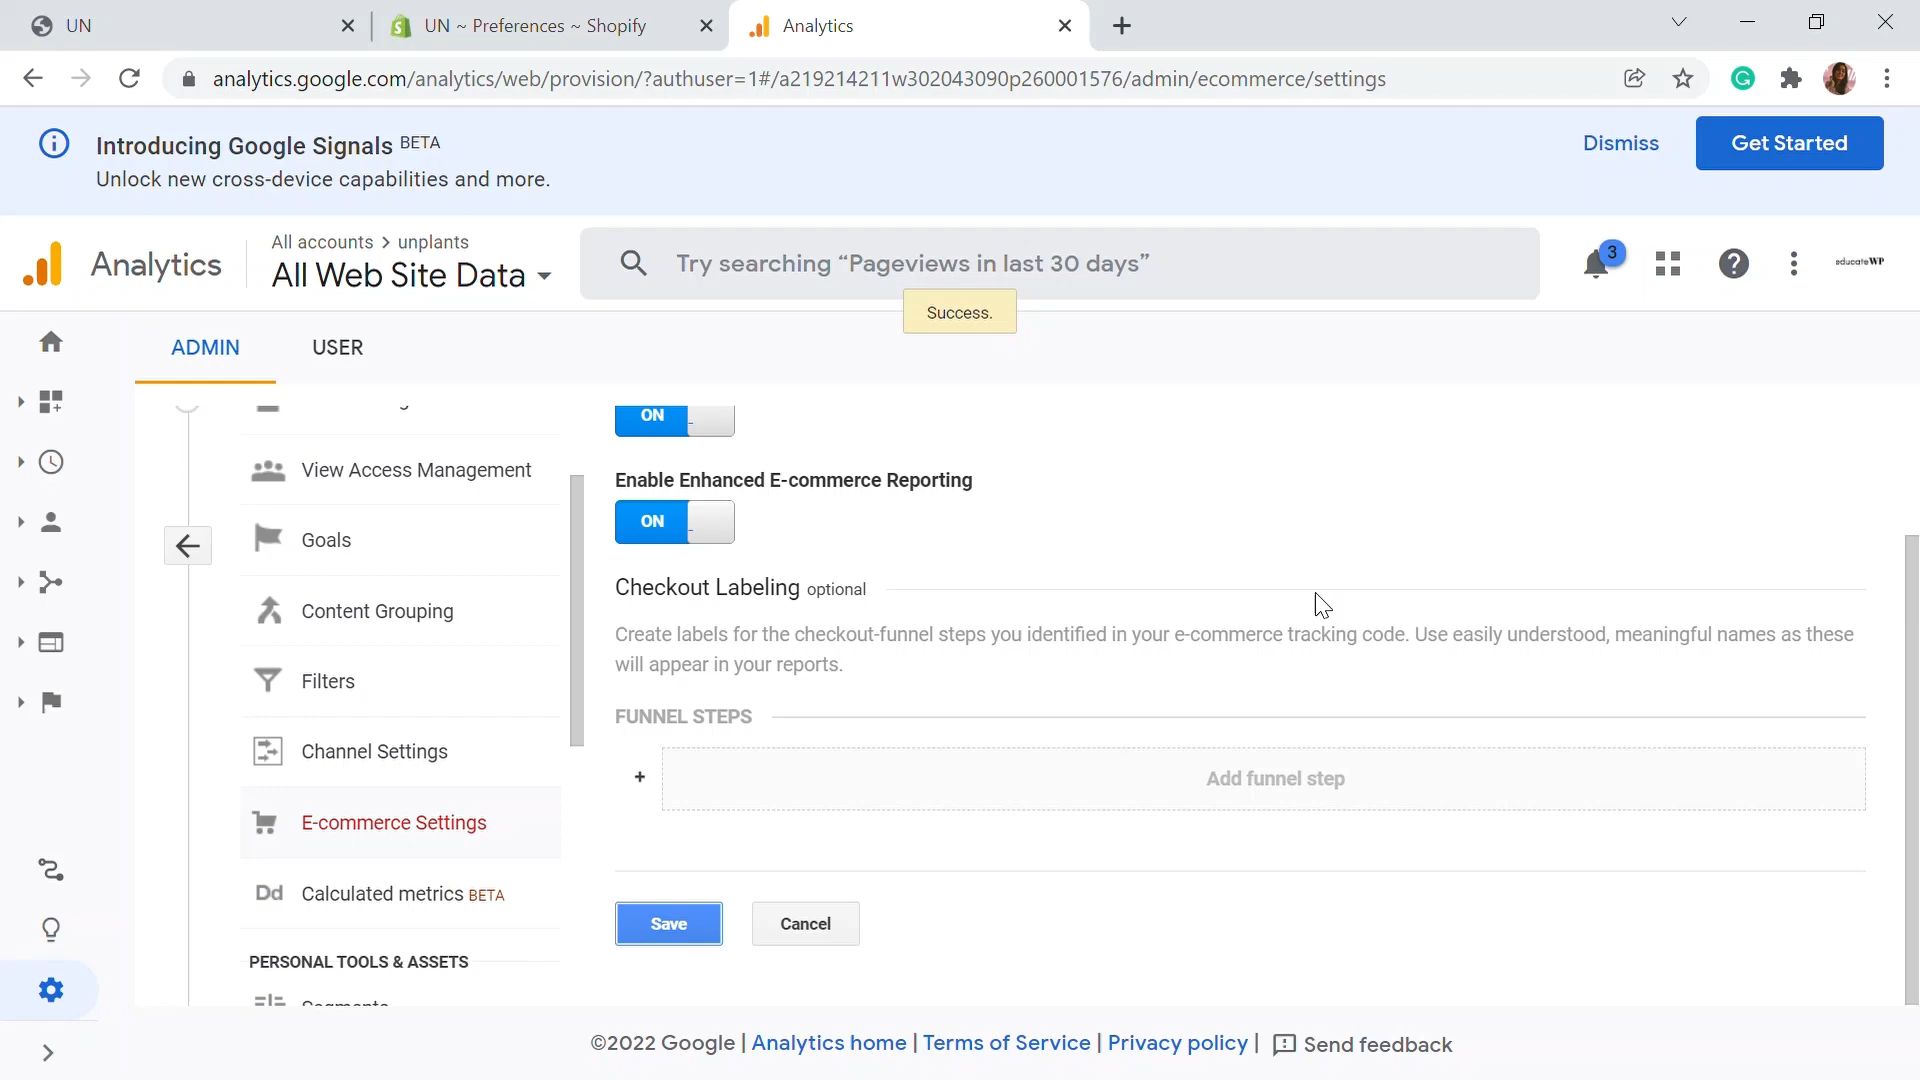 UN
UN ~ Preferences ~ Shopify
Analytics
analytics.google.com/analytics/web/provision/?authuser=1#/a219214211w302043090p260001576/admin/ecommerce/settings
Introducing Google Signals BETA
Unlock new cross-device capabilities and more.
Dismiss
Get Started
Analytics
All accounts > unplants
All Web Site Data
Try searching “Pageviews in last 30 days”
3
educateWP
Success.
ADMIN
USER
ON
View Access Management
Enable Enhanced E-commerce Reporting
ON
Goals
Checkout Labeling optional
Content Grouping
Create labels for the checkout-funnel steps you identified in your e-commerce tracking code. Use easily understood, meaningful names as these
will appear in your reports.
Filters
FUNNEL STEPS
Channel Settings
+ Add funnel step
E-commerce Settings
Dd Calculated metrics BETA
Save
Cancel
PERSONAL TOOLS & ASSETS
Segments
©2022 Google | Analytics home | Terms of Service | Privacy policy | Send feedback